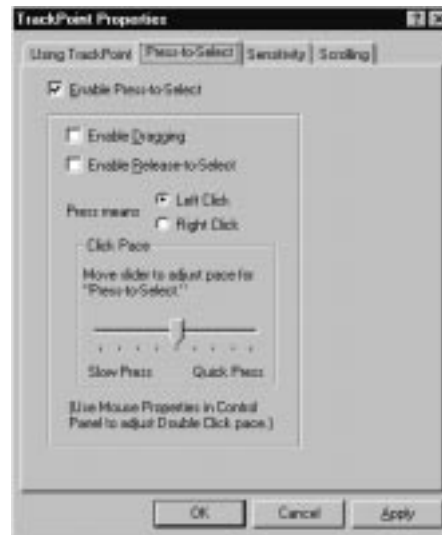 TrackPoint Properties
Using TrackPoint Press-to-Select Sensitivity Scrolling
Enable Press-to-Select
Enable Dragging
Enable Release-to-Select
Press means
Left Click
Right Click
Click Pace
Move slider to adjust pace for
"Press-to-Select."
Slow Press Quick Press
(Use Mouse Properties in Control
Panel to adjust Double Click pace.)
OK Cancel Apply